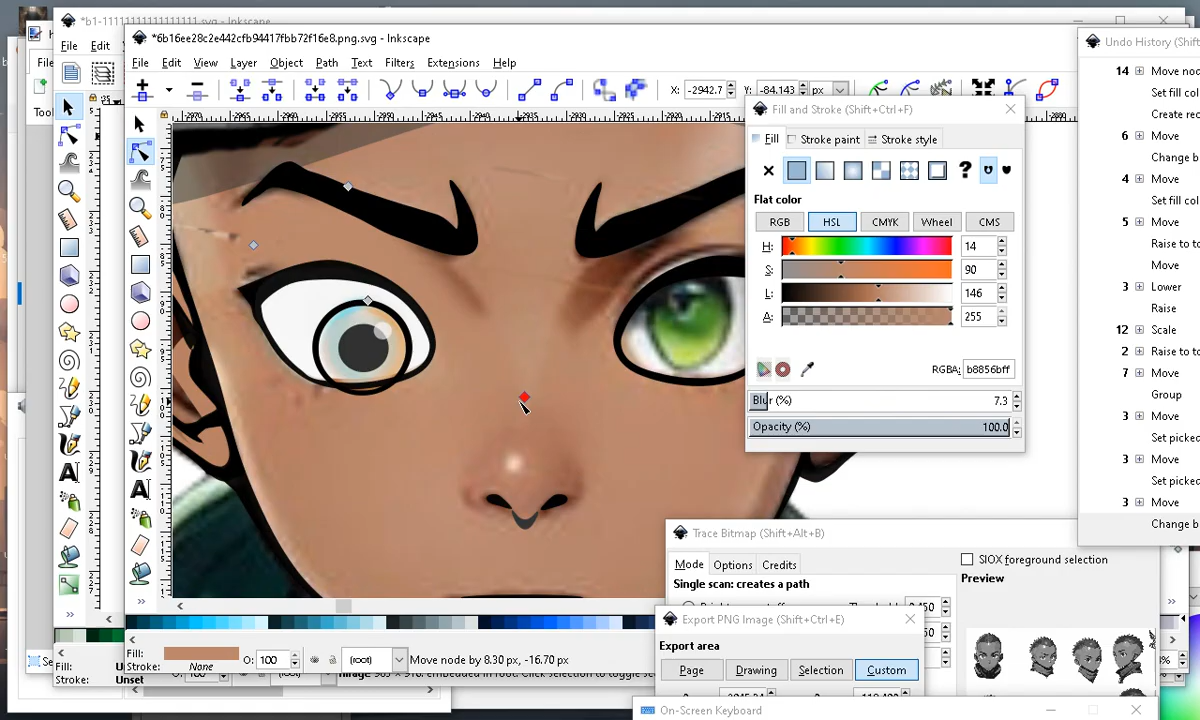 *b1-11111111111111111.svg - Inkscape
File Edit
*6b16ee28c2e442cfb94417fbb72f16e8.png.svg - Inkscape
File Edit View Layer Object Path Text Filters Extensions Help
X: -2942.7 Y: -84.143 px
Fill and Stroke (Shift+Ctrl+F)
Fill Stroke paint Stroke style
Flat color
RGB HSL CMYK Wheel CMS
H: 14
S: 90
L: 146
A: 255
RGBA: b8856bff
Blur (%) 7.3
Opacity (%) 100.0
Undo History (Shift
14 Move nod
Set fill col
Create rec
6 Move
Change b
4 Move
Set fill col
5 Move
Raise to to
Move
3 Lower
Raise
12 Scale
2 Raise to to
7 Move
Group
3 Move
Set picked
3 Move
Set picked
3 Move
Change b
Trace Bitmap (Shift+Alt+B)
Mode Options Credits
Single scan: creates a path
SIOX foreground selection
Preview
Export PNG Image (Shift+Ctrl+E)
Export area
Page Drawing Selection Custom
Fill:
Stroke: None
O: 100
(root)
Move node by 8.30 px, -16.70 px
Fill:
Stroke: Unset
On-Screen Keyboard